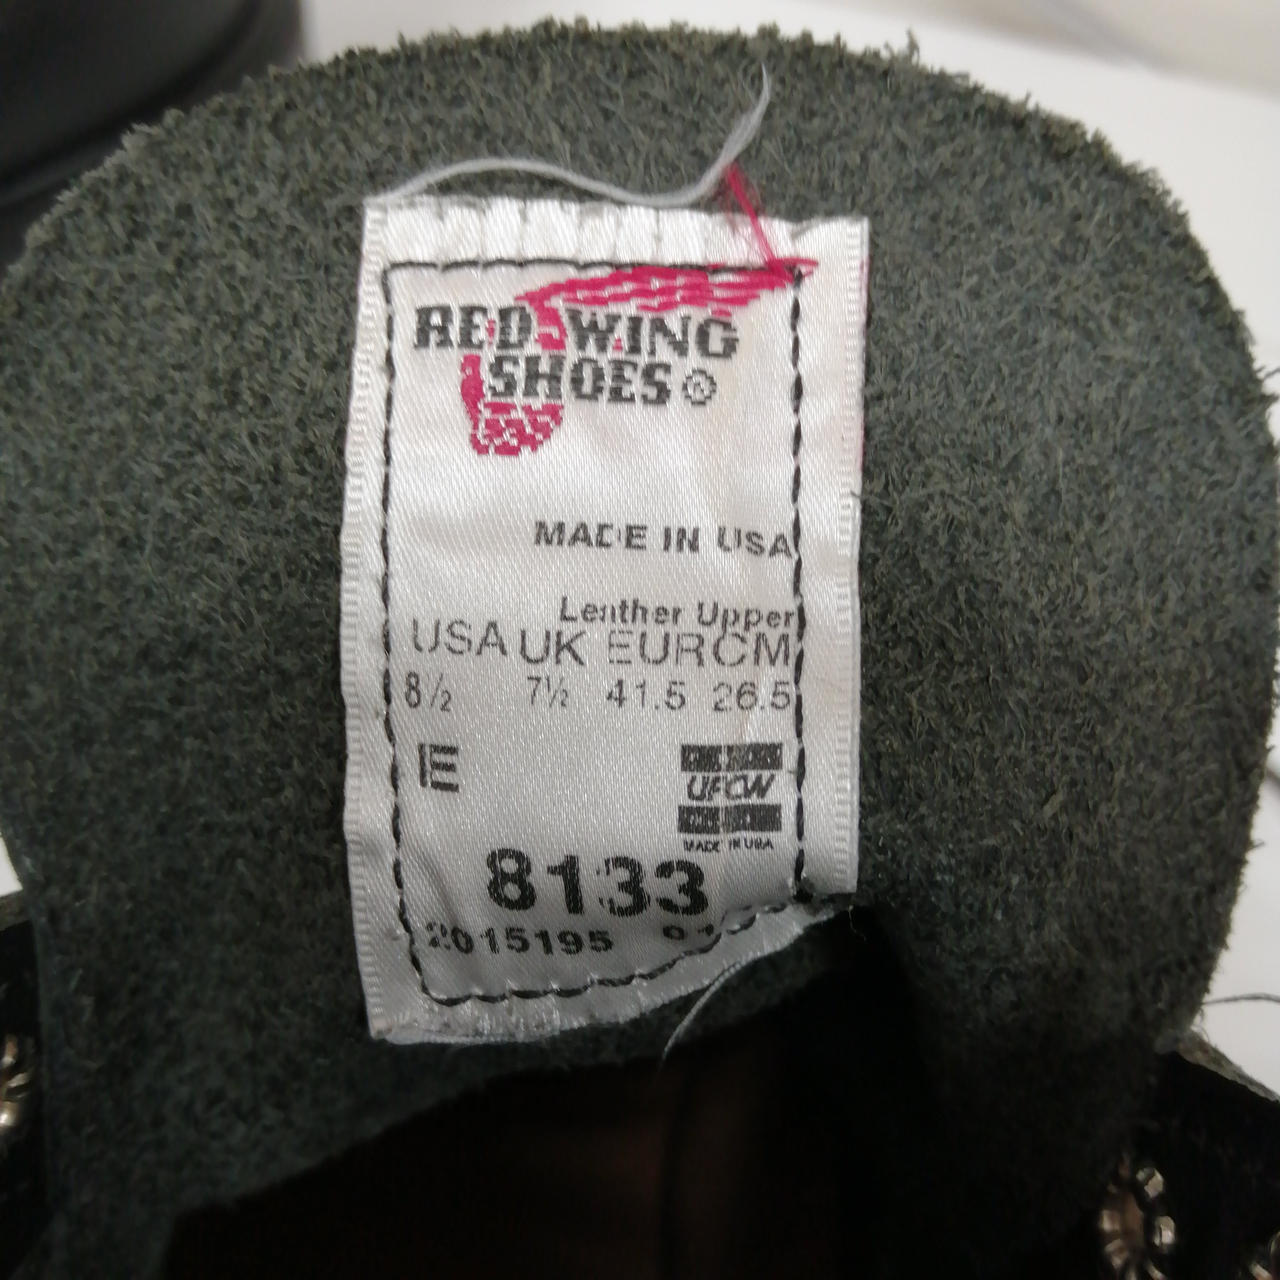 RED WING
SHOES®
MADE IN USA
Leather Upper
USA UK EUR CM
8½ 7½ 41.5 26.5
E
UFCW
MADE IN USA
8133
2015195